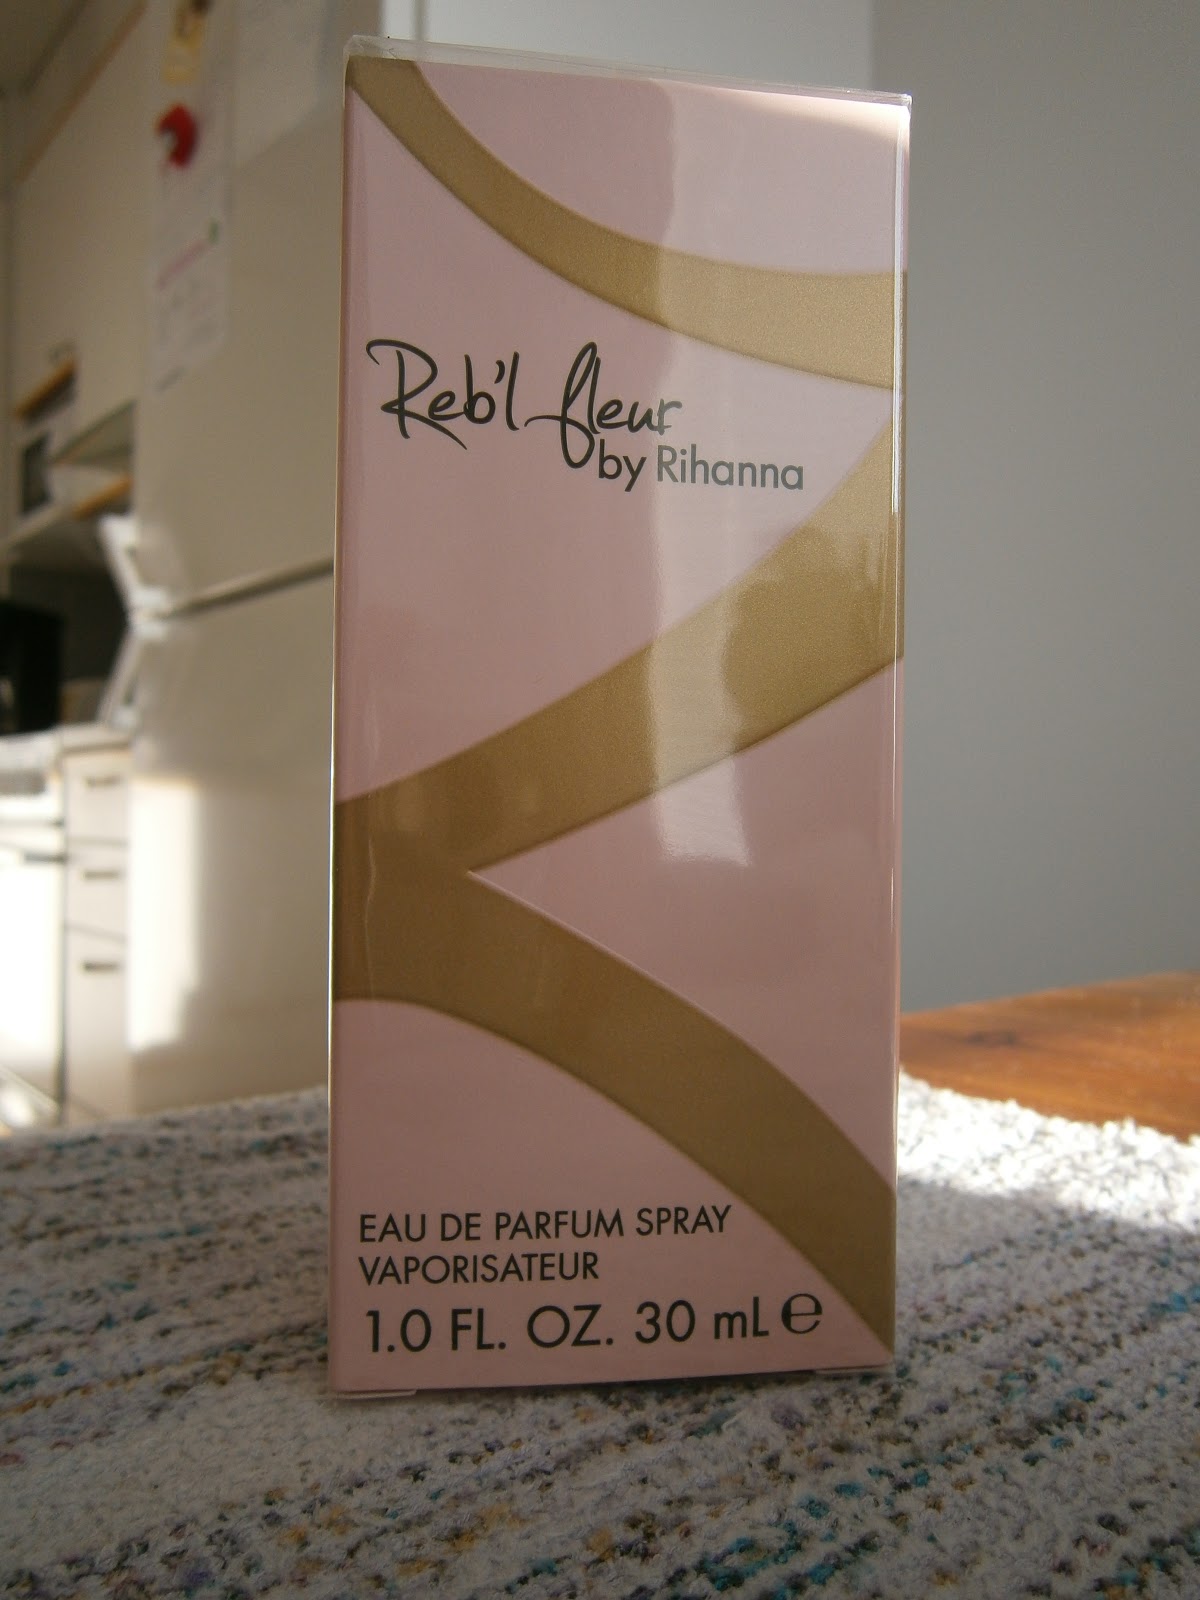 Reb'l fleur
by Rihanna
EAU DE PARFUM SPRAY
VAPORISATEUR
1.0 FL. OZ. 30 mL ℮